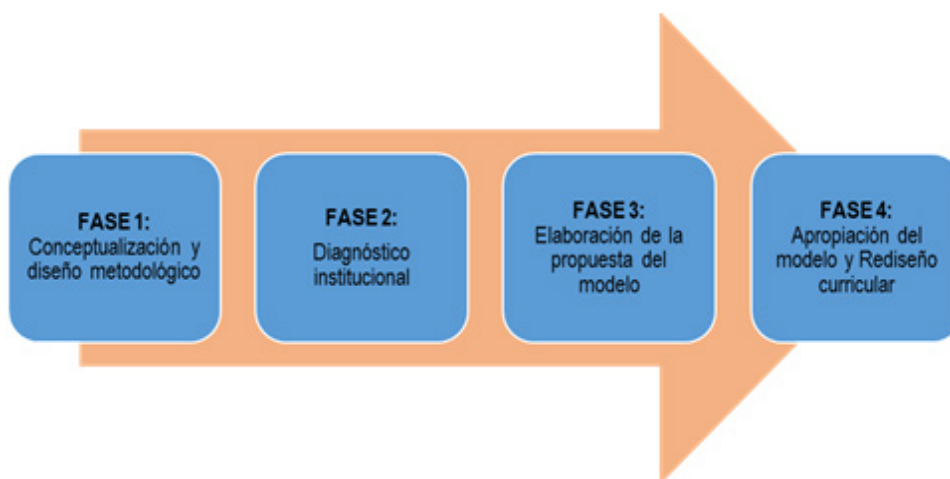 FASE 1:
Conceptualización y
diseño metodológico
FASE 2:
Diagnóstico
institucional
FASE 3:
Elaboración de la
propuesta del
modelo
FASE 4:
Apropiación del
modelo y Rediseño
curricular